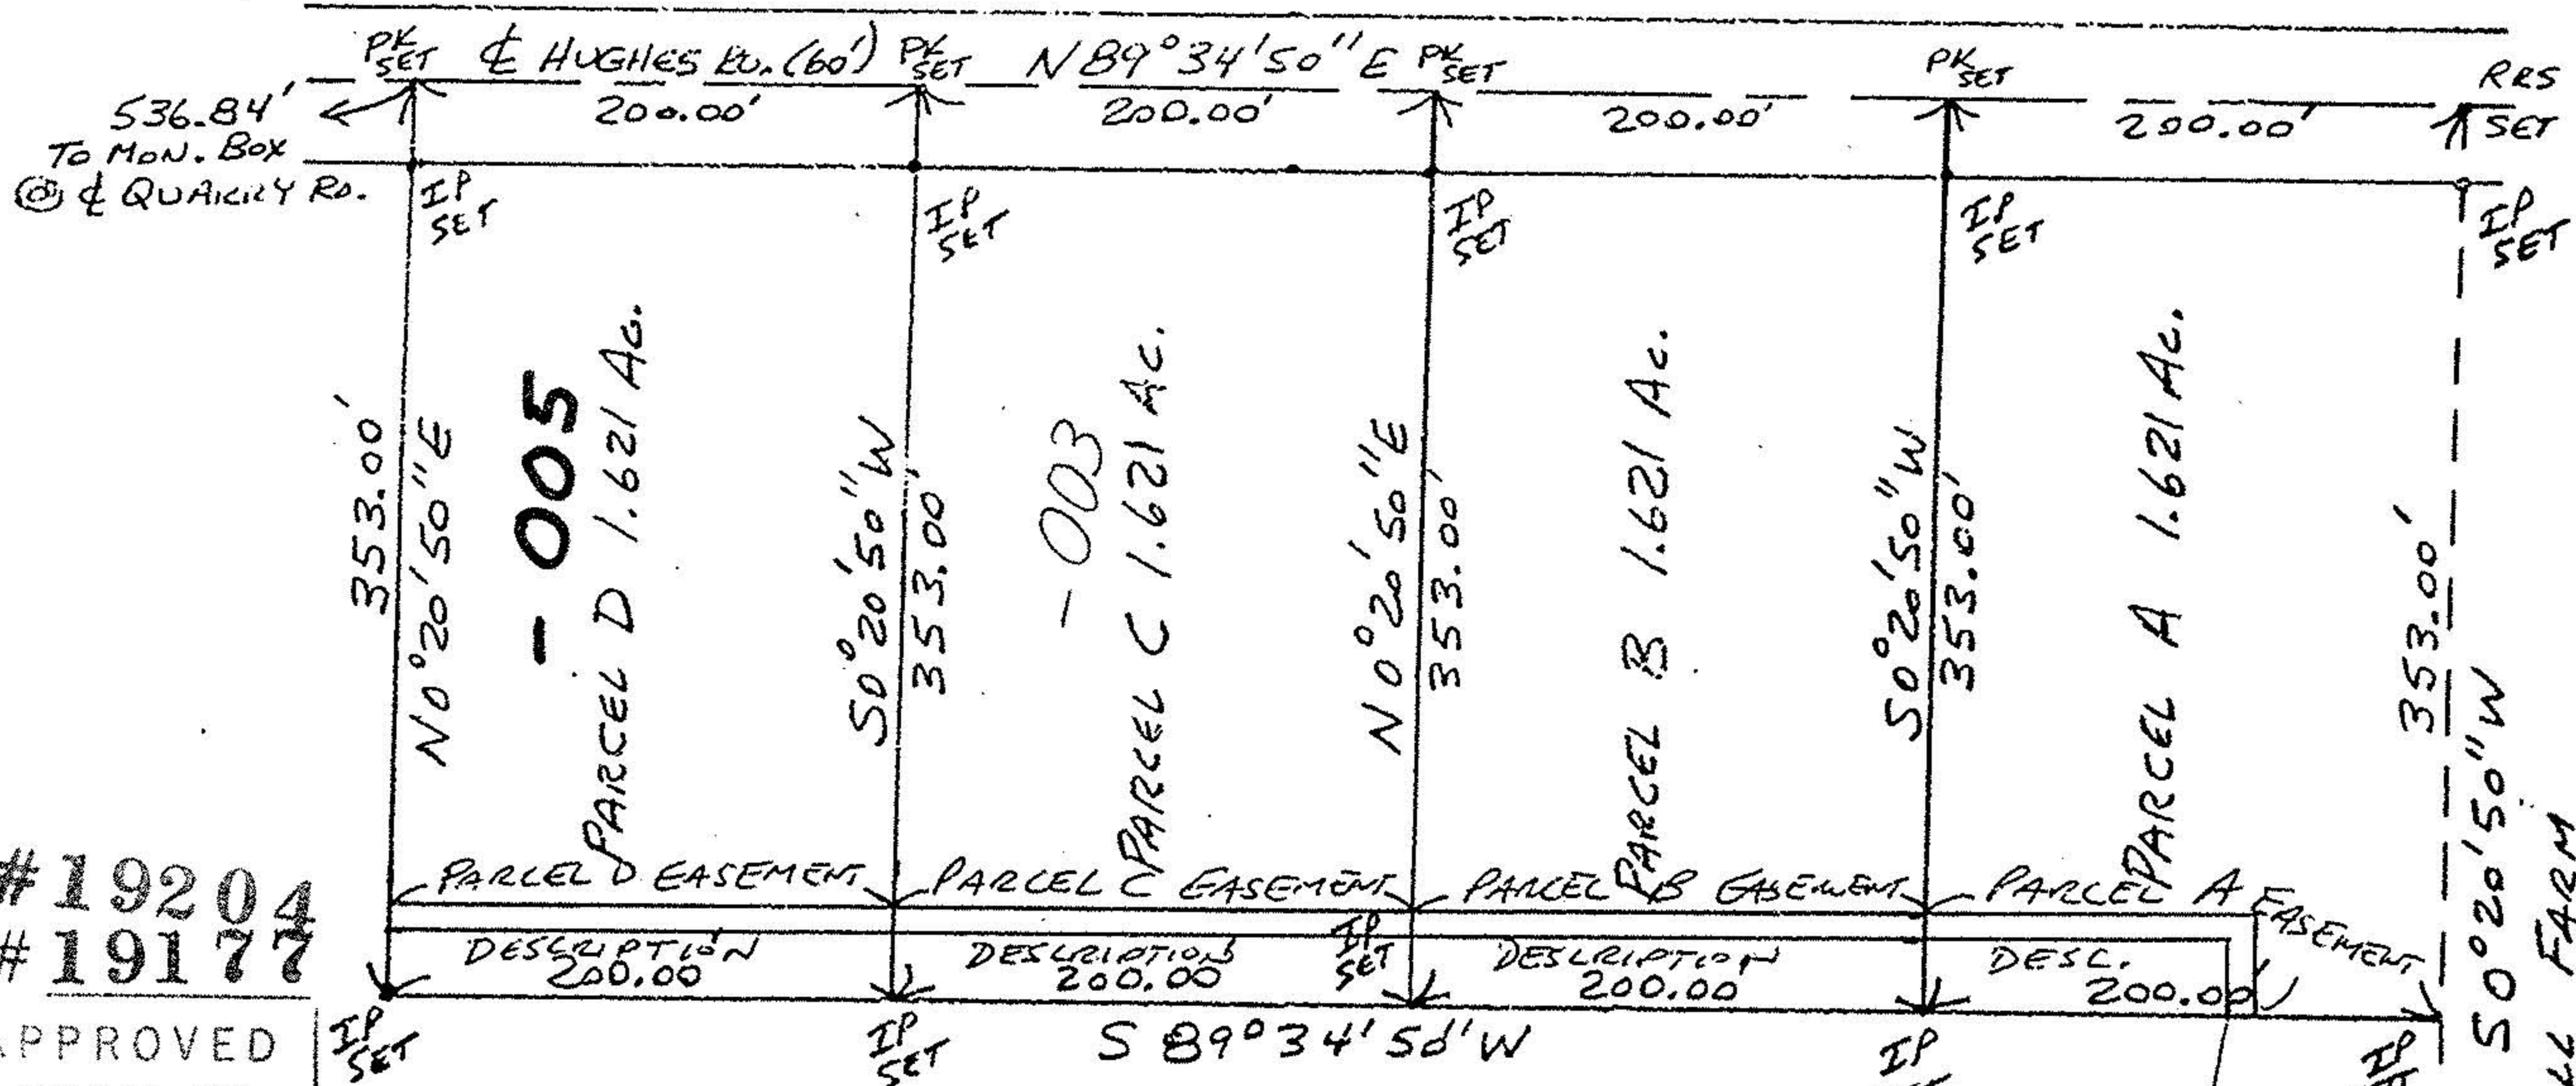 PK SET
℄ HUGHES RD. (60')
PK SET
N 89° 34' 50" E
PK SET
PK SET
RRS SET
536.84'
TO MON. BOX
@ ℄ QUARRY RD.
200.00'
200.00'
200.00'
200.00'
IP SET
IP SET
IP SET
IP SET
IP SET
353.00'
N 0° 20' 50" E
- 005
PARCEL D 1.621 Ac.
S 0° 20' 50" W
353.00'
- 003
PARCEL C 1.621 Ac.
N 0° 20' 50" E
353.00'
PARCEL B 1.621 Ac.
S 0° 20' 50" W
353.00'
PARCEL A 1.621 Ac.
353.00'
S 0° 20' 50" W
FARM
PARCEL D EASEMENT
PARCEL C EASEMENT
PARCEL B EASEMENT
PARCEL A EASEMENT
DESCRIPTION
200.00
DESCRIPTION
200.00
IP SET
DESCRIPTION
200.00
DESC.
200.00
#19204
#19177
APPROVED
IP SET
IP SET
S 89° 34' 50" W
IP
IP